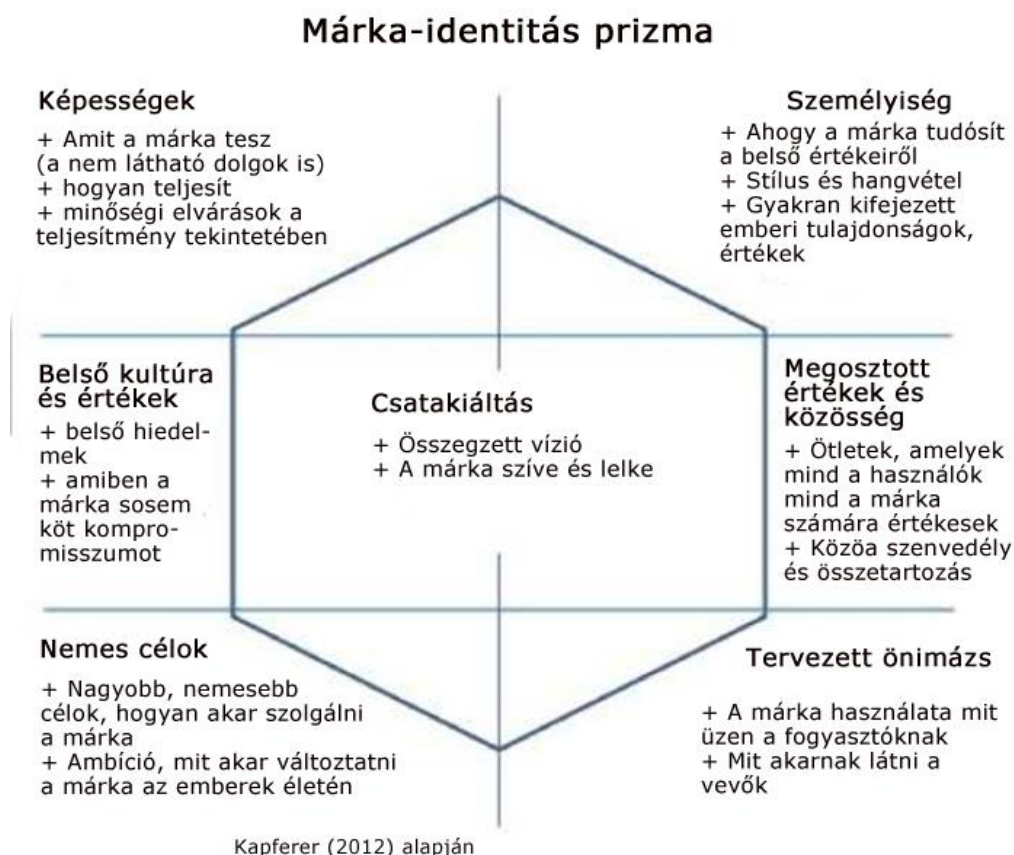 Márka-identitás prizma
Képességek
+ Amit a márka tesz
(a nem látható dolgok is)
+ hogyan teljesít
+ minőségi elvárások a
teljesítmény tekintetében
Személyiség
+ Ahogy a márka tudósít
a belső értékeiről
+ Stílus és hangvétel
+ Gyakran kifejezett
emberi tulajdonságok,
értékek
Belső kultúra
és értékek
+ belső hiedel-
mek
+ amiben a
márka sosem
köt kompro-
misszumot
Csatakiáltás
+ Összegzett vízió
+ A márka szíve és lelke
Megosztott
értékek és
közösség
+ Ötletek, amelyek
mind a használók
mind a márka
számára értékesek
+ Közöa szenvedély
és összetartozás
Nemes célok
+ Nagyobb, nemesebb
célok, hogyan akar szolgálni
a márka
+ Ambíció, mit akar változtatni
a márka az emberek életén
Tervezett önimázs
+ A márka használata mit
üzen a fogyasztóknak
+ Mit akarnak látni a
vevők
Kapferer (2012) alapján